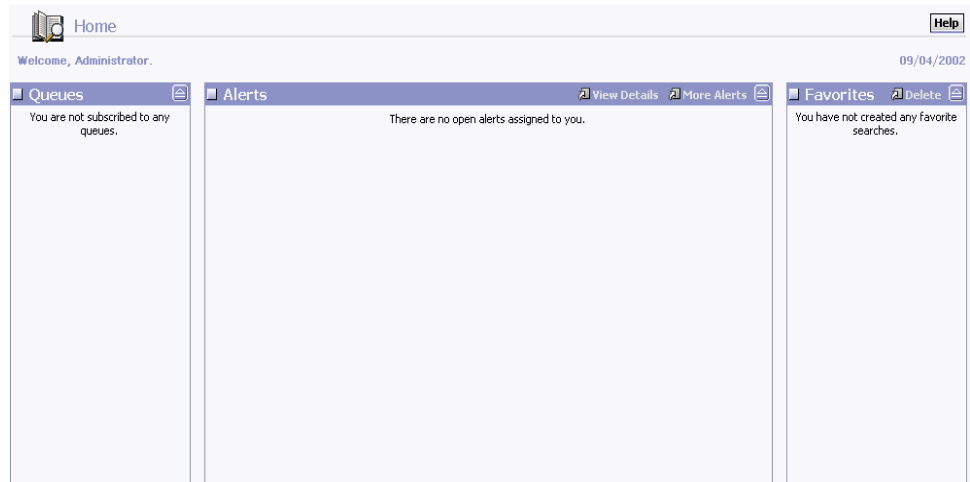 Home
Help
Welcome, Administrator.
09/04/2002
Queues
You are not subscribed to any
queues.
Alerts
View Details
More Alerts
There are no open alerts assigned to you.
Favorites
Delete
You have not created any favorite
searches.